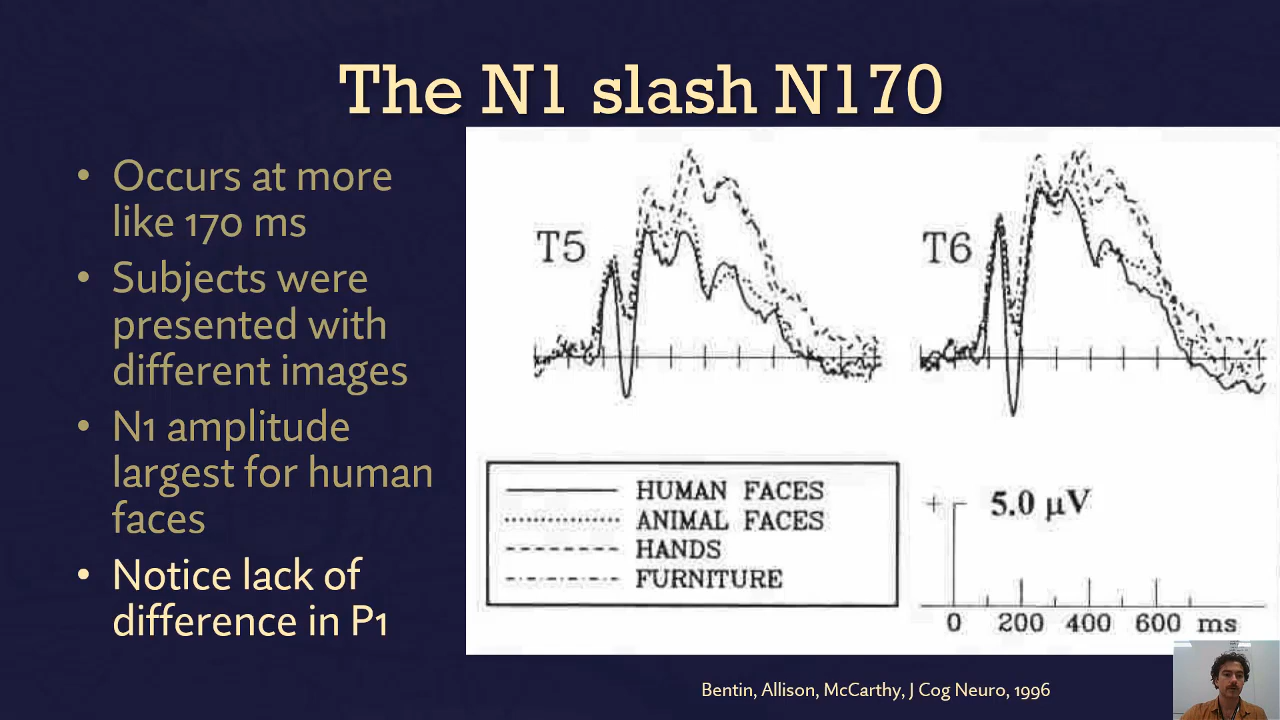 The N1 slash N170
• Occurs at more
like 170 ms
• Subjects were
presented with
different images
• N1 amplitude
largest for human
faces
• Notice lack of
difference in P1
T5
T6
HUMAN FACES
ANIMAL FACES
HANDS
FURNITURE
+ 5.0 μV
0 200 400 600 ms
Bentin, Allison, McCarthy, J Cog Neuro, 1996